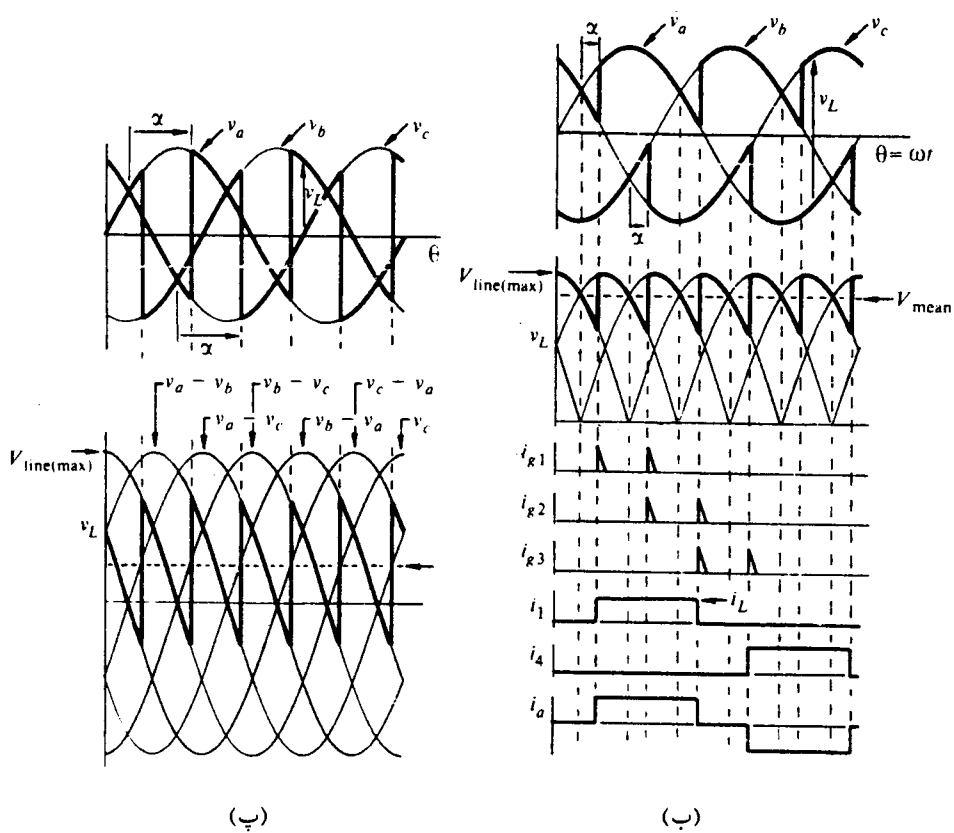 α
v_a
v_b
v_c
v_L
θ
α
v_a − v_b
v_b − v_c
v_c − v_a
v_a − v_c
v_b − v_a
v_c
V_line(max)
v_L
(پ)
α
v_a
v_b
v_c
v_L
θ = ωt
α
V_line(max)
V_mean
v_L
i_g1
i_g2
i_g3
i_1
i_L
i_4
i_a
(ب)